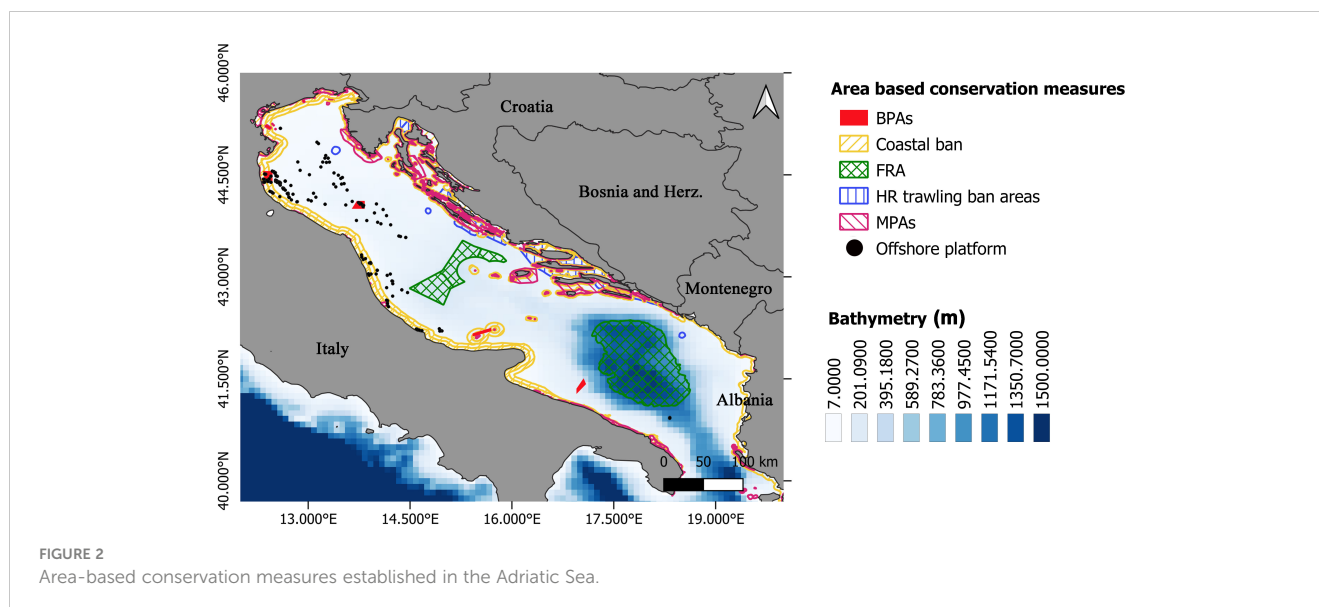 46.000°N
44.500°N
43.000°N
41.500°N
40.000°N
Croatia
Bosnia and Herz.
Montenegro
Italy
Albania
0 50 100 km
13.000°E 14.500°E 16.000°E 17.500°E 19.000°E
Area based conservation measures
BPAs
Coastal ban
FRA
HR trawling ban areas
MPAs
Offshore platform
Bathymetry (m)
7.0000
201.0900
395.1800
589.2700
783.3600
977.4500
1171.5400
1350.7000
1500.0000
FIGURE 2
Area-based conservation measures established in the Adriatic Sea.